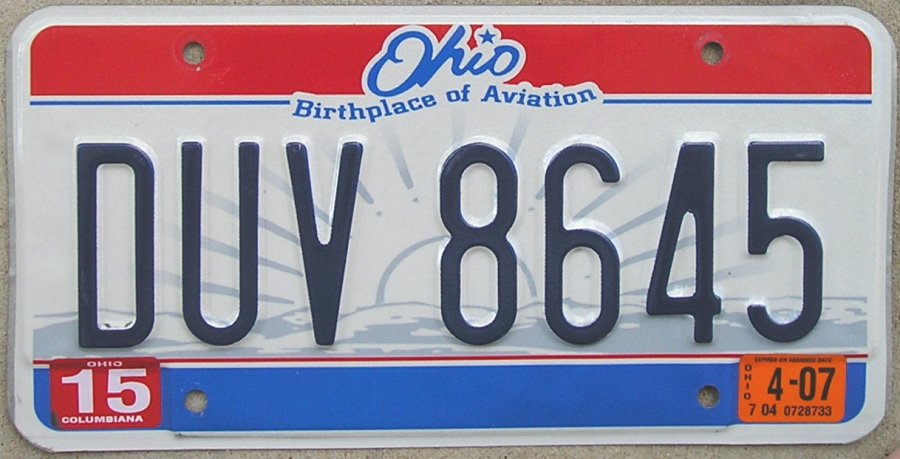 Ohio
Birthplace of Aviation
DUV 8645
OHIO
15
COLUMBIANA
EXPIRES ON ASSIGNED DATE
OHIO
4-07
7 04 0728733